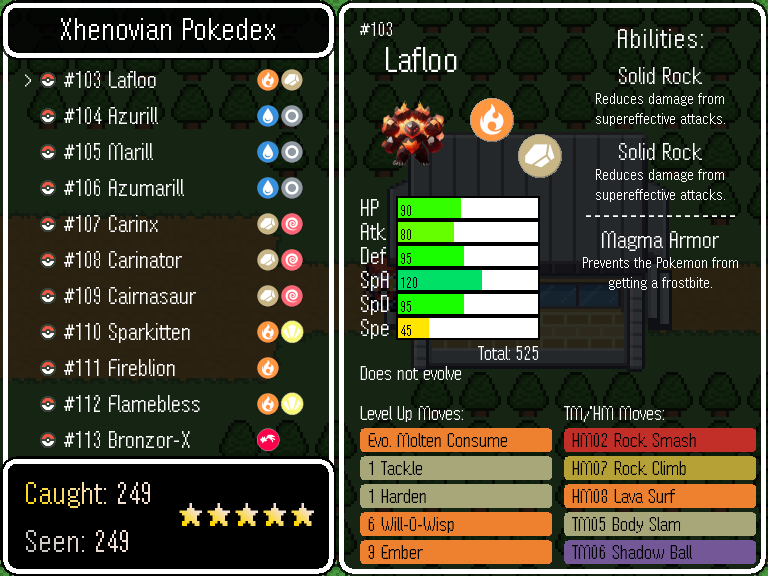 Xhenovian Pokedex
#103 Lafloo
#104 Azurill
#105 Marill
#106 Azumarill
#107 Carinx
#108 Carinator
#109 Cairnasaur
#110 Sparkitten
#111 Fireblion
#112 Flamebless
#113 Bronzor-X
Caught: 249
Seen: 249
#103
Lafloo
Abilities:
Solid Rock
Reduces damage from
supereffective attacks.
Solid Rock
Reduces damage from
supereffective attacks.
Magma Armor
Prevents the Pokemon from
getting a frostbite.
HP 90
Atk 80
Def 95
SpA 120
SpD 95
Spe 45
Total: 525
Does not evolve
Level Up Moves:
Evo. Molten Consume
1 Tackle
1 Harden
6 Will-O-Wisp
9 Ember
TM/HM Moves:
HM02 Rock Smash
HM07 Rock Climb
HM08 Lava Surf
TM05 Body Slam
TM06 Shadow Ball